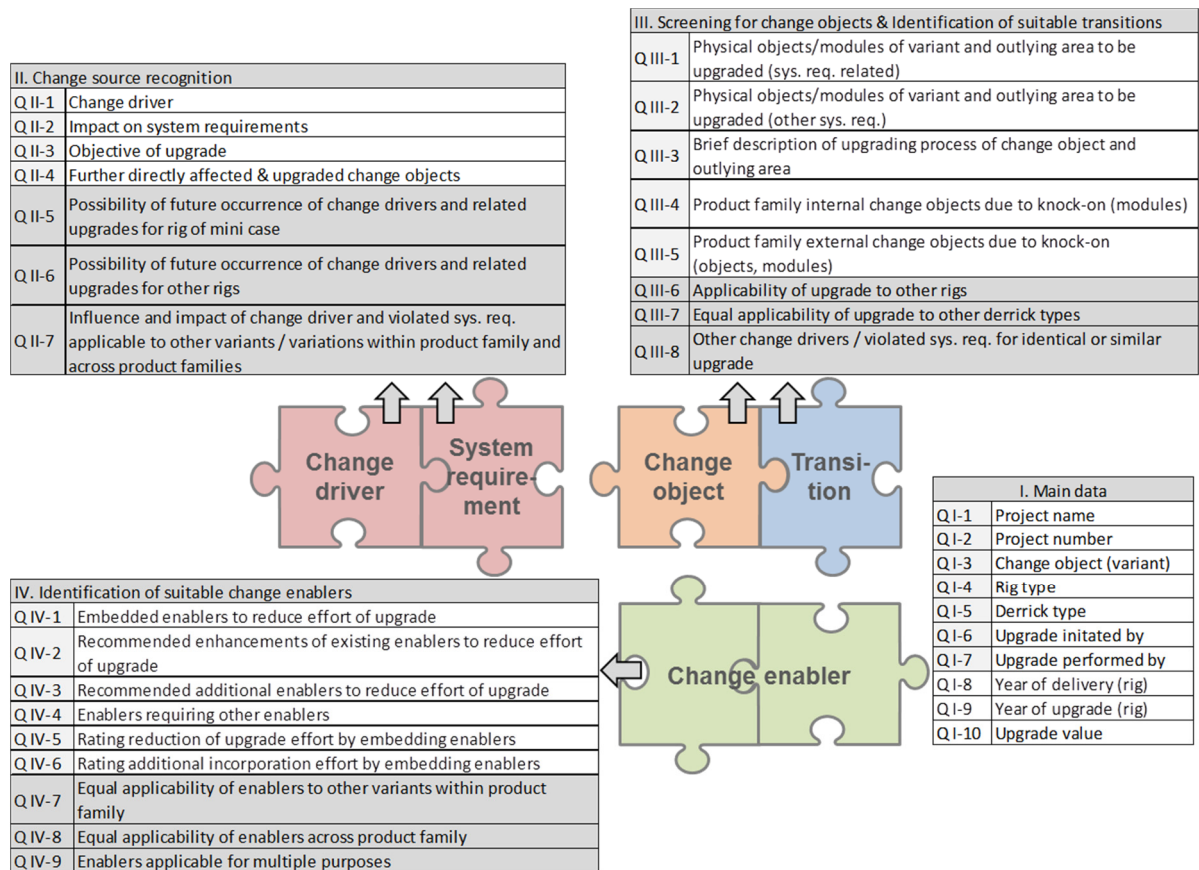 II. Change source recognition
Q II-1 Change driver
Q II-2 Impact on system requirements
Q II-3 Objective of upgrade
Q II-4 Further directly affected & upgraded change objects
Q II-5 Possibility of future occurrence of change drivers and related
upgrades for rig of mini case
Q II-6 Possibility of future occurrence of change drivers and related
upgrades for other rigs
Q II-7 Influence and impact of change driver and violated sys. req.
applicable to other variants / variations within product family and
across product families
III. Screening for change objects & Identification of suitable transitions
Q III-1 Physical objects/modules of variant and outlying area to be
upgraded (sys. req. related)
Q III-2 Physical objects/modules of variant and outlying area to be
upgraded (other sys. req.)
Q III-3 Brief description of upgrading process of change object and
outlying area
Q III-4 Product family internal change objects due to knock-on (modules)
Q III-5 Product family external change objects due to knock-on
(objects, modules)
Q III-6 Applicability of upgrade to other rigs
Q III-7 Equal applicability of upgrade to other derrick types
Q III-8 Other change drivers / violated sys. req. for identical or similar
upgrade
Change
driver
System
require-
ment
Change
object
Transi-
tion
I. Main data
Q I-1 Project name
Q I-2 Project number
Q I-3 Change object (variant)
Q I-4 Rig type
Q I-5 Derrick type
Q I-6 Upgrade initated by
Q I-7 Upgrade performed by
Q I-8 Year of delivery (rig)
Q I-9 Year of upgrade (rig)
Q I-10 Upgrade value
IV. Identification of suitable change enablers
Q IV-1 Embedded enablers to reduce effort of upgrade
Q IV-2 Recommended enhancements of existing enablers to reduce effort
of upgrade
Q IV-3 Recommended additional enablers to reduce effort of upgrade
Q IV-4 Enablers requiring other enablers
Q IV-5 Rating reduction of upgrade effort by embedding enablers
Q IV-6 Rating additional incorporation effort by embedding enablers
Q IV-7 Equal applicability of enablers to other variants within product
family
Q IV-8 Equal applicability of enablers across product family
Q IV-9 Enablers applicable for multiple purposes
Change enabler